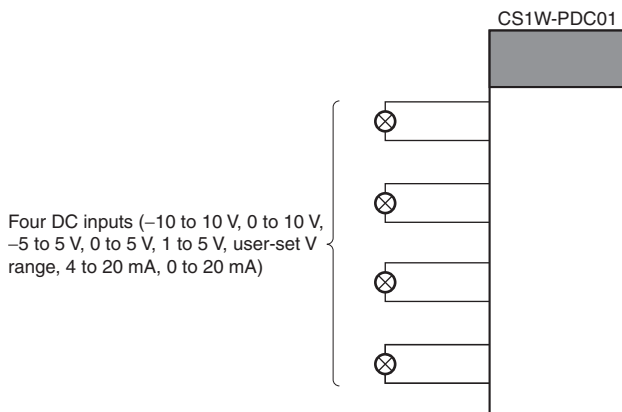 CS1W-PDC01
Four DC inputs (–10 to 10 V, 0 to 10 V,
–5 to 5 V, 0 to 5 V, 1 to 5 V, user-set V
range, 4 to 20 mA, 0 to 20 mA)